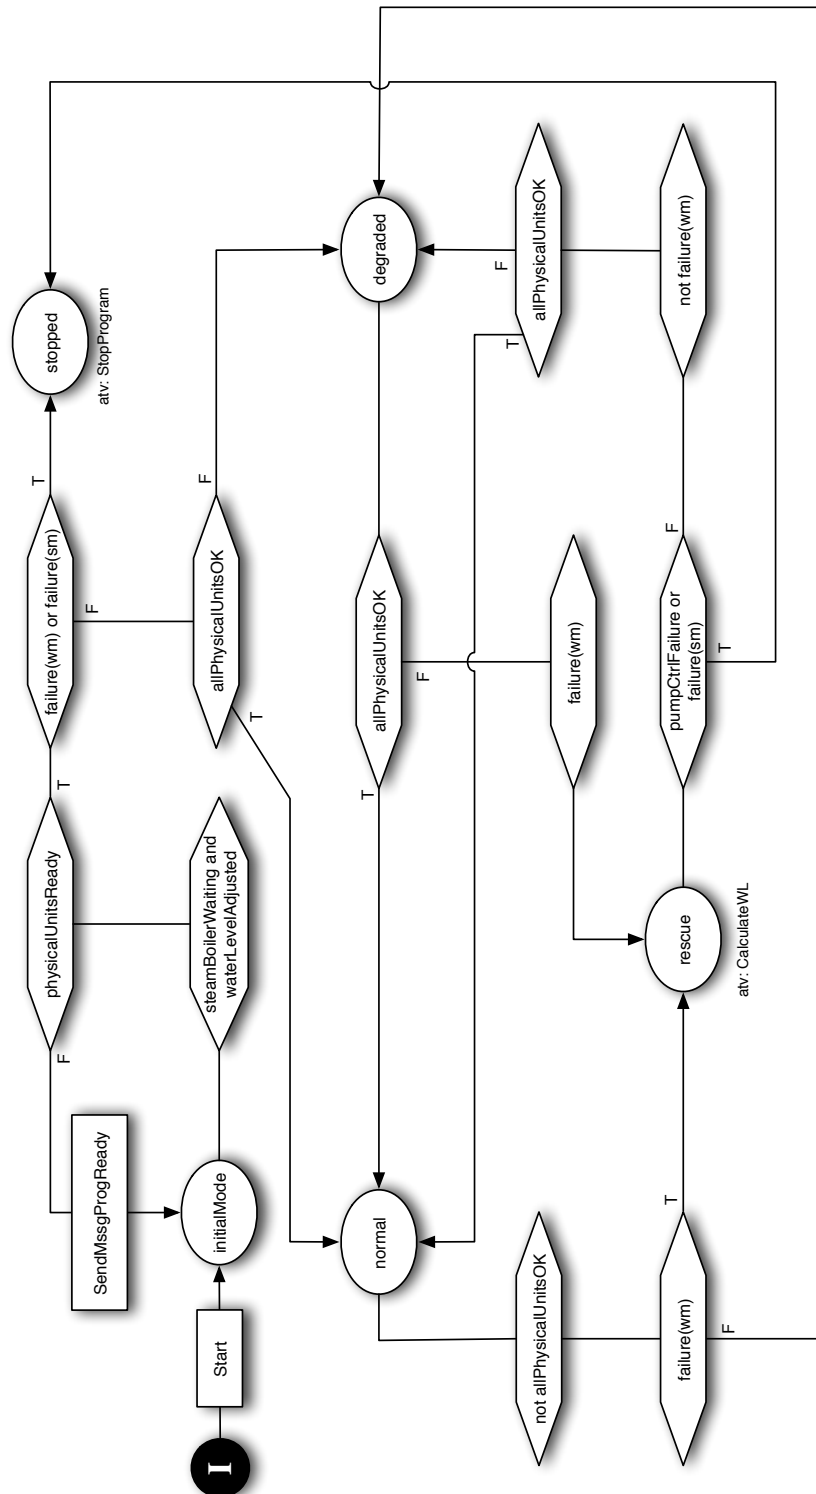 I
Start
initialMode
SendMssgProgReady
F
steamBoilerWaiting and
waterLevelAdjusted
physicalUnitsReady
T
failure(wm) or failure(sm)
T
F
stopped
atv: StopProgram
allPhysicalUnitsOK
F
T
normal
degraded
allPhysicalUnitsOK
T
F
failure(wm)
not allPhysicalUnitsOK
failure(wm)
T
F
rescue
atv: CalculateWL
pumpCtrlFailure or
failure(sm)
F
T
not failure(wm)
allPhysicalUnitsOK
T
F